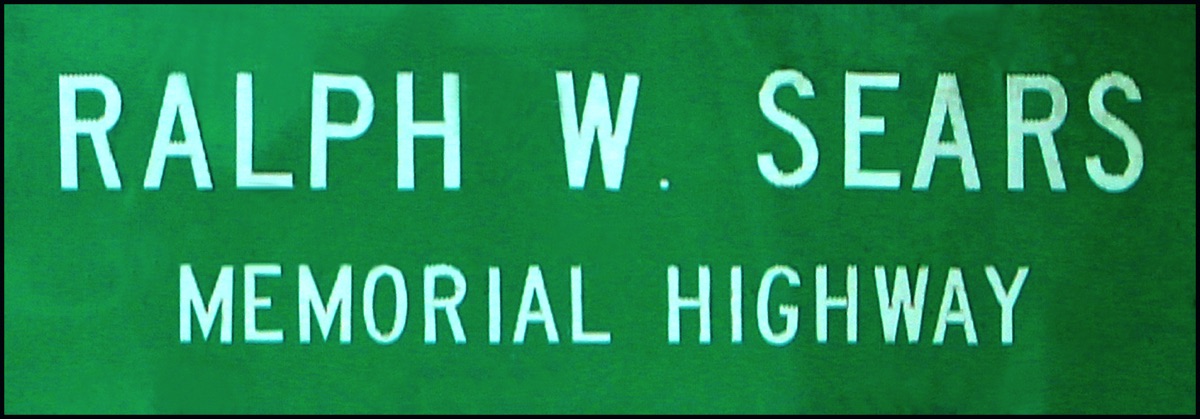 RALPH W. SEARS
MEMORIAL HIGHWAY